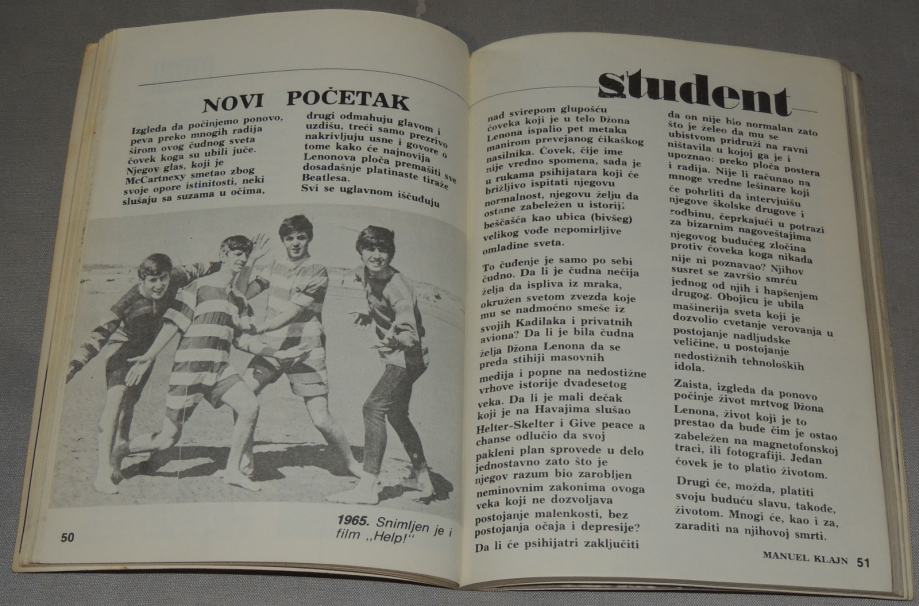 NOVI POČETAK
Izgleda da počinjemo ponovo,
peva preko mnogih radija
širom ovog čudnog sveta
čovek koga su ubili juče.
Njegov glas, koji je
McCartnexy smetao zbog
svoje opore istinitosti, neki
slušaju sa suzama u očima,
drugi odmahuju glavom i
uzdišu, treći samo prezrivo
nakrivljuju usne i govore o
tome kako će najnovija
Lenonova ploča premašiti sve
dosadašnje platinaste tiraže
Beatlesa.
Svi se uglavnom iščuđuju
1965. Snimljen je i
film „Help!“
50
student
nad svirepom glupošću
čoveka koji je u telo Džona
Lenona ispalio pet metaka
manirom prevejanog čikaškog
nasilnika. Čovek, čije ime
nije vredno spomena, sada je
u rukama psihijatara koji će
brižljivo ispitati njegovu
normalnost, njegovu želju da
ostane zabeležen u istoriji
beščašća kao ubica (bivšeg)
velikog vođe nepomirljive
omladine sveta.
To čuđenje je samo po sebi
čudno. Da li je čudna nečija
želja da ispliva iz mraka,
okružen svetom zvezda koje
mu se nadmoćno smeše iz
svojih Kadilaka i privatnih
aviona? Da li je bila čudna
želja Džona Lenona da se
preda stihiji masovnih
medija i popne na nedostižne
vrhove istorije dvadesetog
veka. Da li je mali dečak
koji je na Havajima slušao
Helter-Skelter i Give peace a
chanse odlučio da svoj
pakleni plan sprovede u delo
jednostavno zato što je
njegov razum bio zarobljen
neminovnim zakonima ovoga
veka koji ne dozvoljava
postojanje malenkosti, bez
postojanja očaja i depresije?
Da li će psihijatri zaključiti
da on nije bio normalan zato
što je želeo da mu se
ubistvom pridruži na ravni
ništavila u kojoj ga je i
upoznao: preko ploča postera
i radija. Nije li računao na
mnoge vredne lešinare koji
će pohrliti da intervjuišu
njegove školske drugove i
rodbinu, čeprkajući u potrazi
za bizarnim nagoveštajima
njegovog budućeg zločina
protiv čoveka koga nikada
nije ni poznavao? Njihov
susret se završio smrću
jednog od njih i hapšenjem
drugog. Obojicu je ubila
mašinerija sveta koji je
dozvolio cvetanje verovanja u
postojanje nadljudske
veličine, u postojanje
nedostižnih tehnoloških
idola.
Zaista, izgleda da ponovo
počinje život mrtvog Džona
Lenona, život koji je to
prestao da bude čim je ostao
zabeležen na magnetofonskoj
traci, ili fotografiji. Jedan
čovek je to platio životom.
Drugi će, možda, platiti
svoju buduću slavu, takođe,
životom. Mnogi će, kao i za,
zaraditi na njihovoj smrti.
MANUEL KLAJN 51